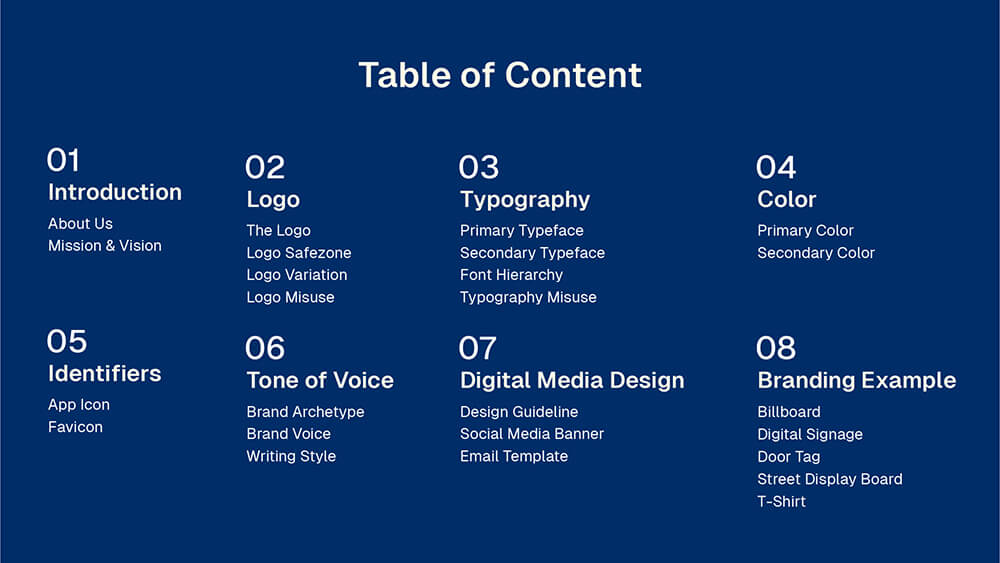 Table of Content
01
Introduction
About Us
Mission & Vision
02
Logo
The Logo
Logo Safezone
Logo Variation
Logo Misuse
03
Typography
Primary Typeface
Secondary Typeface
Font Hierarchy
Typography Misuse
04
Color
Primary Color
Secondary Color
05
Identifiers
App Icon
Favicon
06
Tone of Voice
Brand Archetype
Brand Voice
Writing Style
07
Digital Media Design
Design Guideline
Social Media Banner
Email Template
08
Branding Example
Billboard
Digital Signage
Door Tag
Street Display Board
T-Shirt